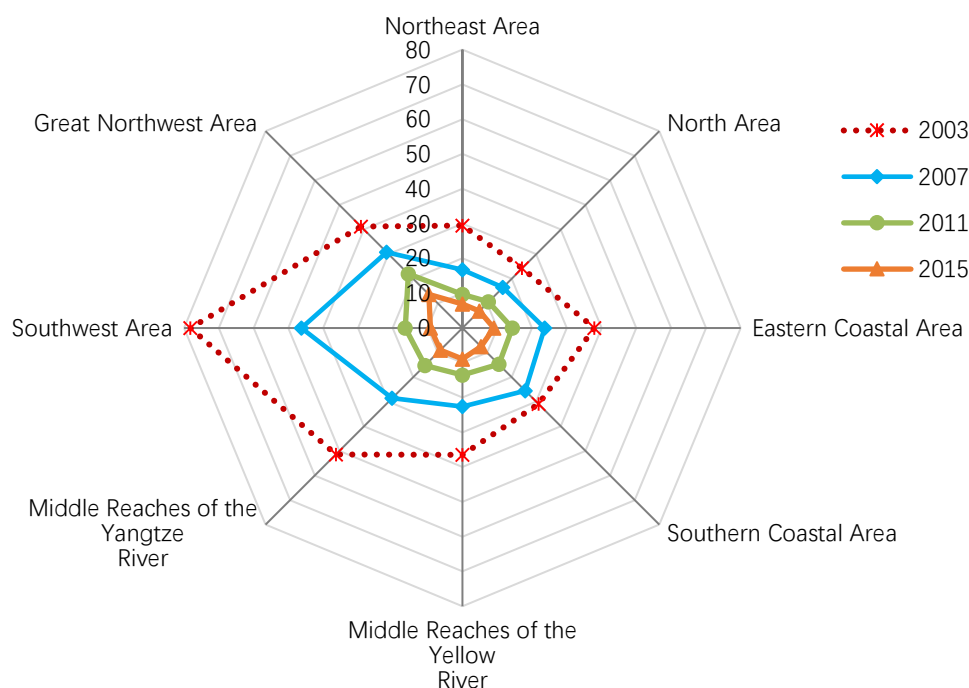 Northeast Area
80
70
60
50
40
30
20
10
0
North Area
Eastern Coastal Area
Southern Coastal Area
Middle Reaches of the
Yellow
River
Middle Reaches of the
Yangtze
River
Southwest Area
Great Northwest Area
2003
2007
2011
2015